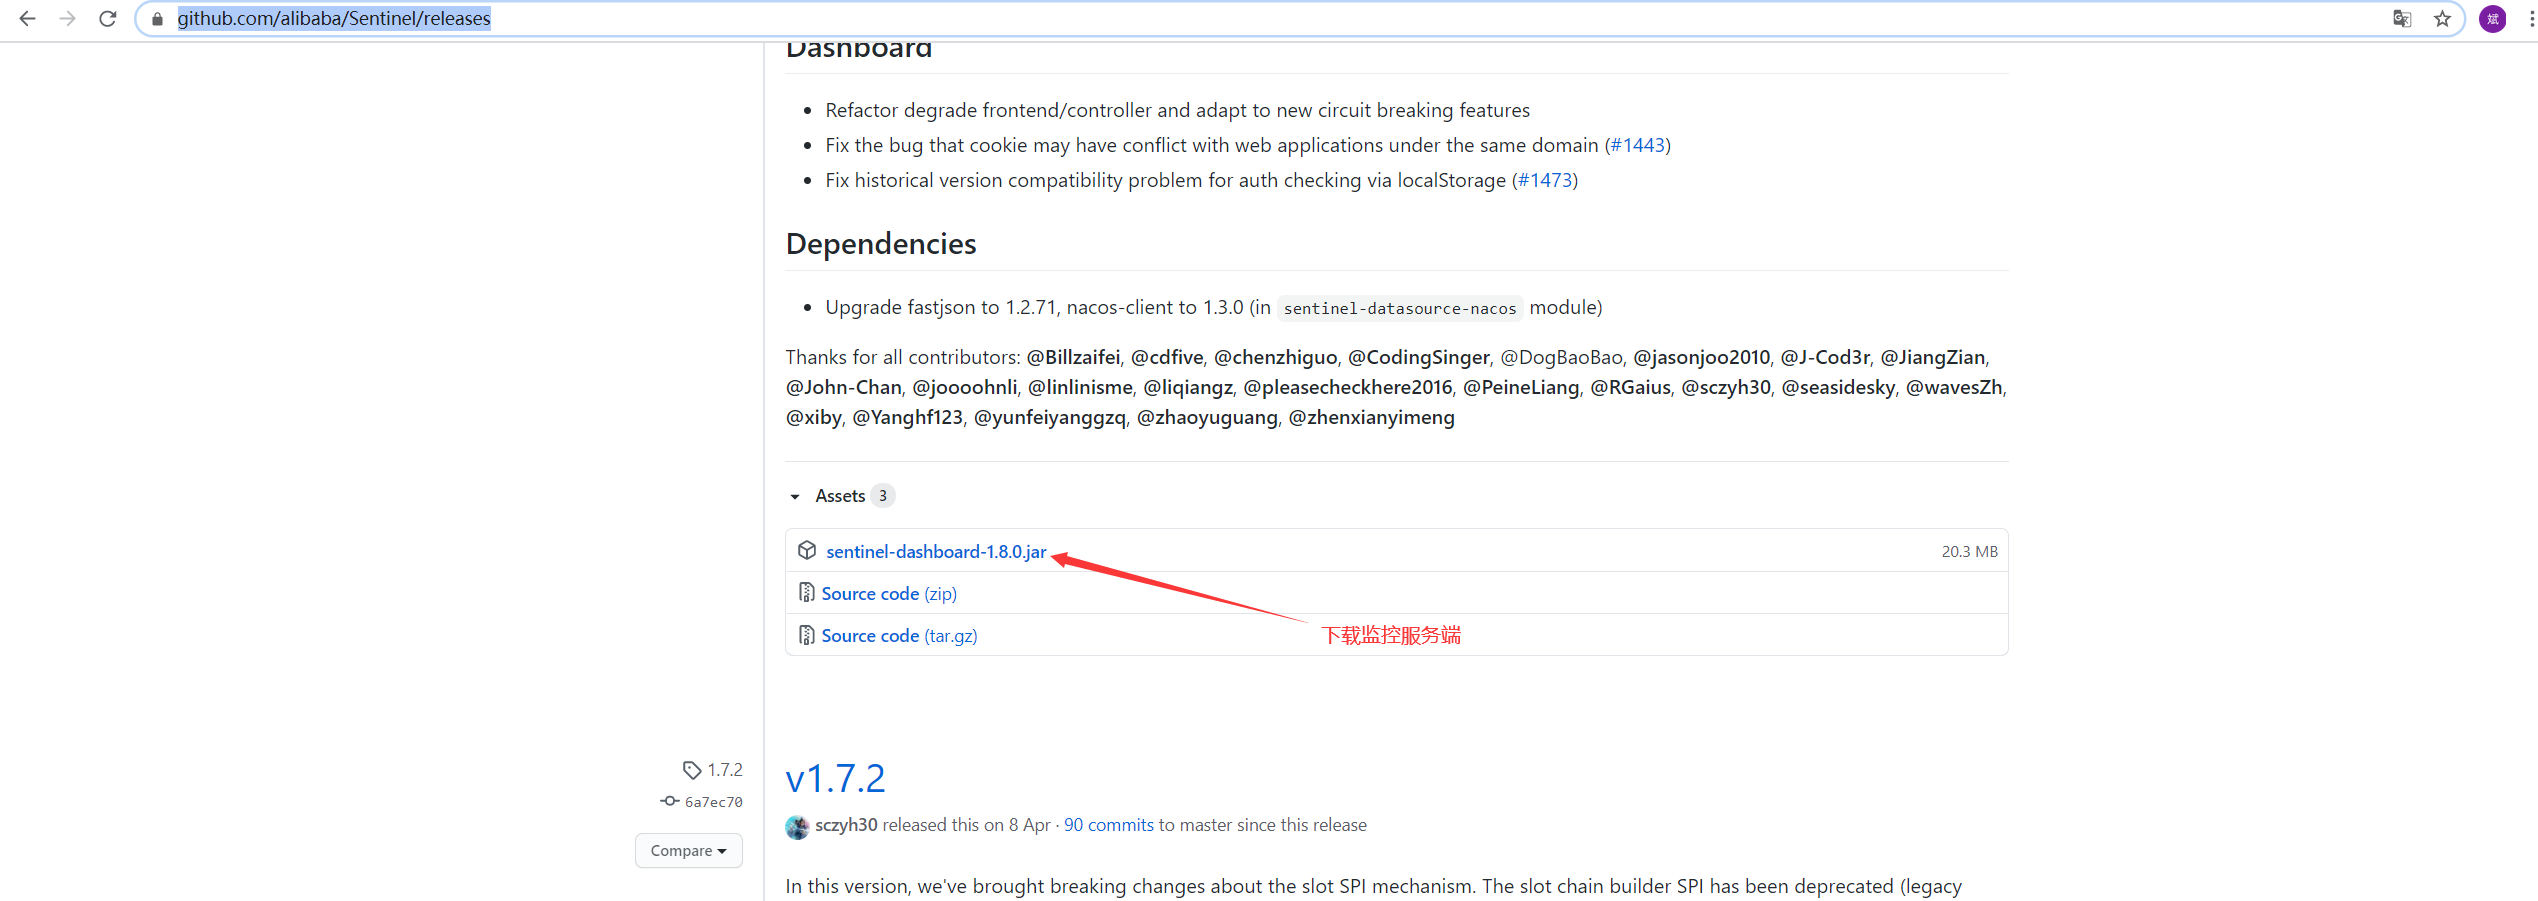 github.com/alibaba/Sentinel/releases
斌
Dashboard
Refactor degrade frontend/controller and adapt to new circuit breaking features
Fix the bug that cookie may have conflict with web applications under the same domain (#1443)
Fix historical version compatibility problem for auth checking via localStorage (#1473)
Dependencies
Upgrade fastjson to 1.2.71, nacos-client to 1.3.0 (in sentinel-datasource-nacos module)
Thanks for all contributors: @Billzaifei, @cdfive, @chenzhiguo, @CodingSinger, @DogBaoBao, @jasonjoo2010, @J-Cod3r, @JiangZian,
@John-Chan, @joooohnli, @linlinisme, @liqiangz, @pleasecheckhere2016, @PeineLiang, @RGaius, @sczyh30, @seasidesky, @wavesZh,
@xiby, @Yanghf123, @yunfeiyanggzq, @zhaoyuguang, @zhenxianyimeng
Assets 3
sentinel-dashboard-1.8.0.jar 20.3 MB
Source code (zip)
Source code (tar.gz)
下载监控服务端
1.7.2
6a7ec70
Compare
v1.7.2
sczyh30 released this on 8 Apr · 90 commits to master since this release
In this version, we've brought breaking changes about the slot SPI mechanism. The slot chain builder SPI has been deprecated (legacy